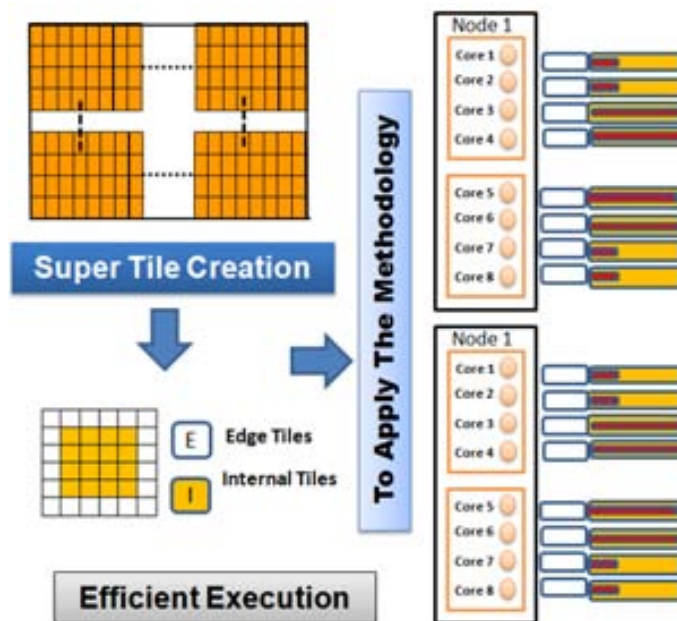 Super Tile Creation
E Edge Tiles
I Internal Tiles
Efficient Execution
To Apply The Methodology
Node 1
Core 1
Core 2
Core 3
Core 4
Core 5
Core 6
Core 7
Core 8
Node 1
Core 1
Core 2
Core 3
Core 4
Core 5
Core 6
Core 7
Core 8